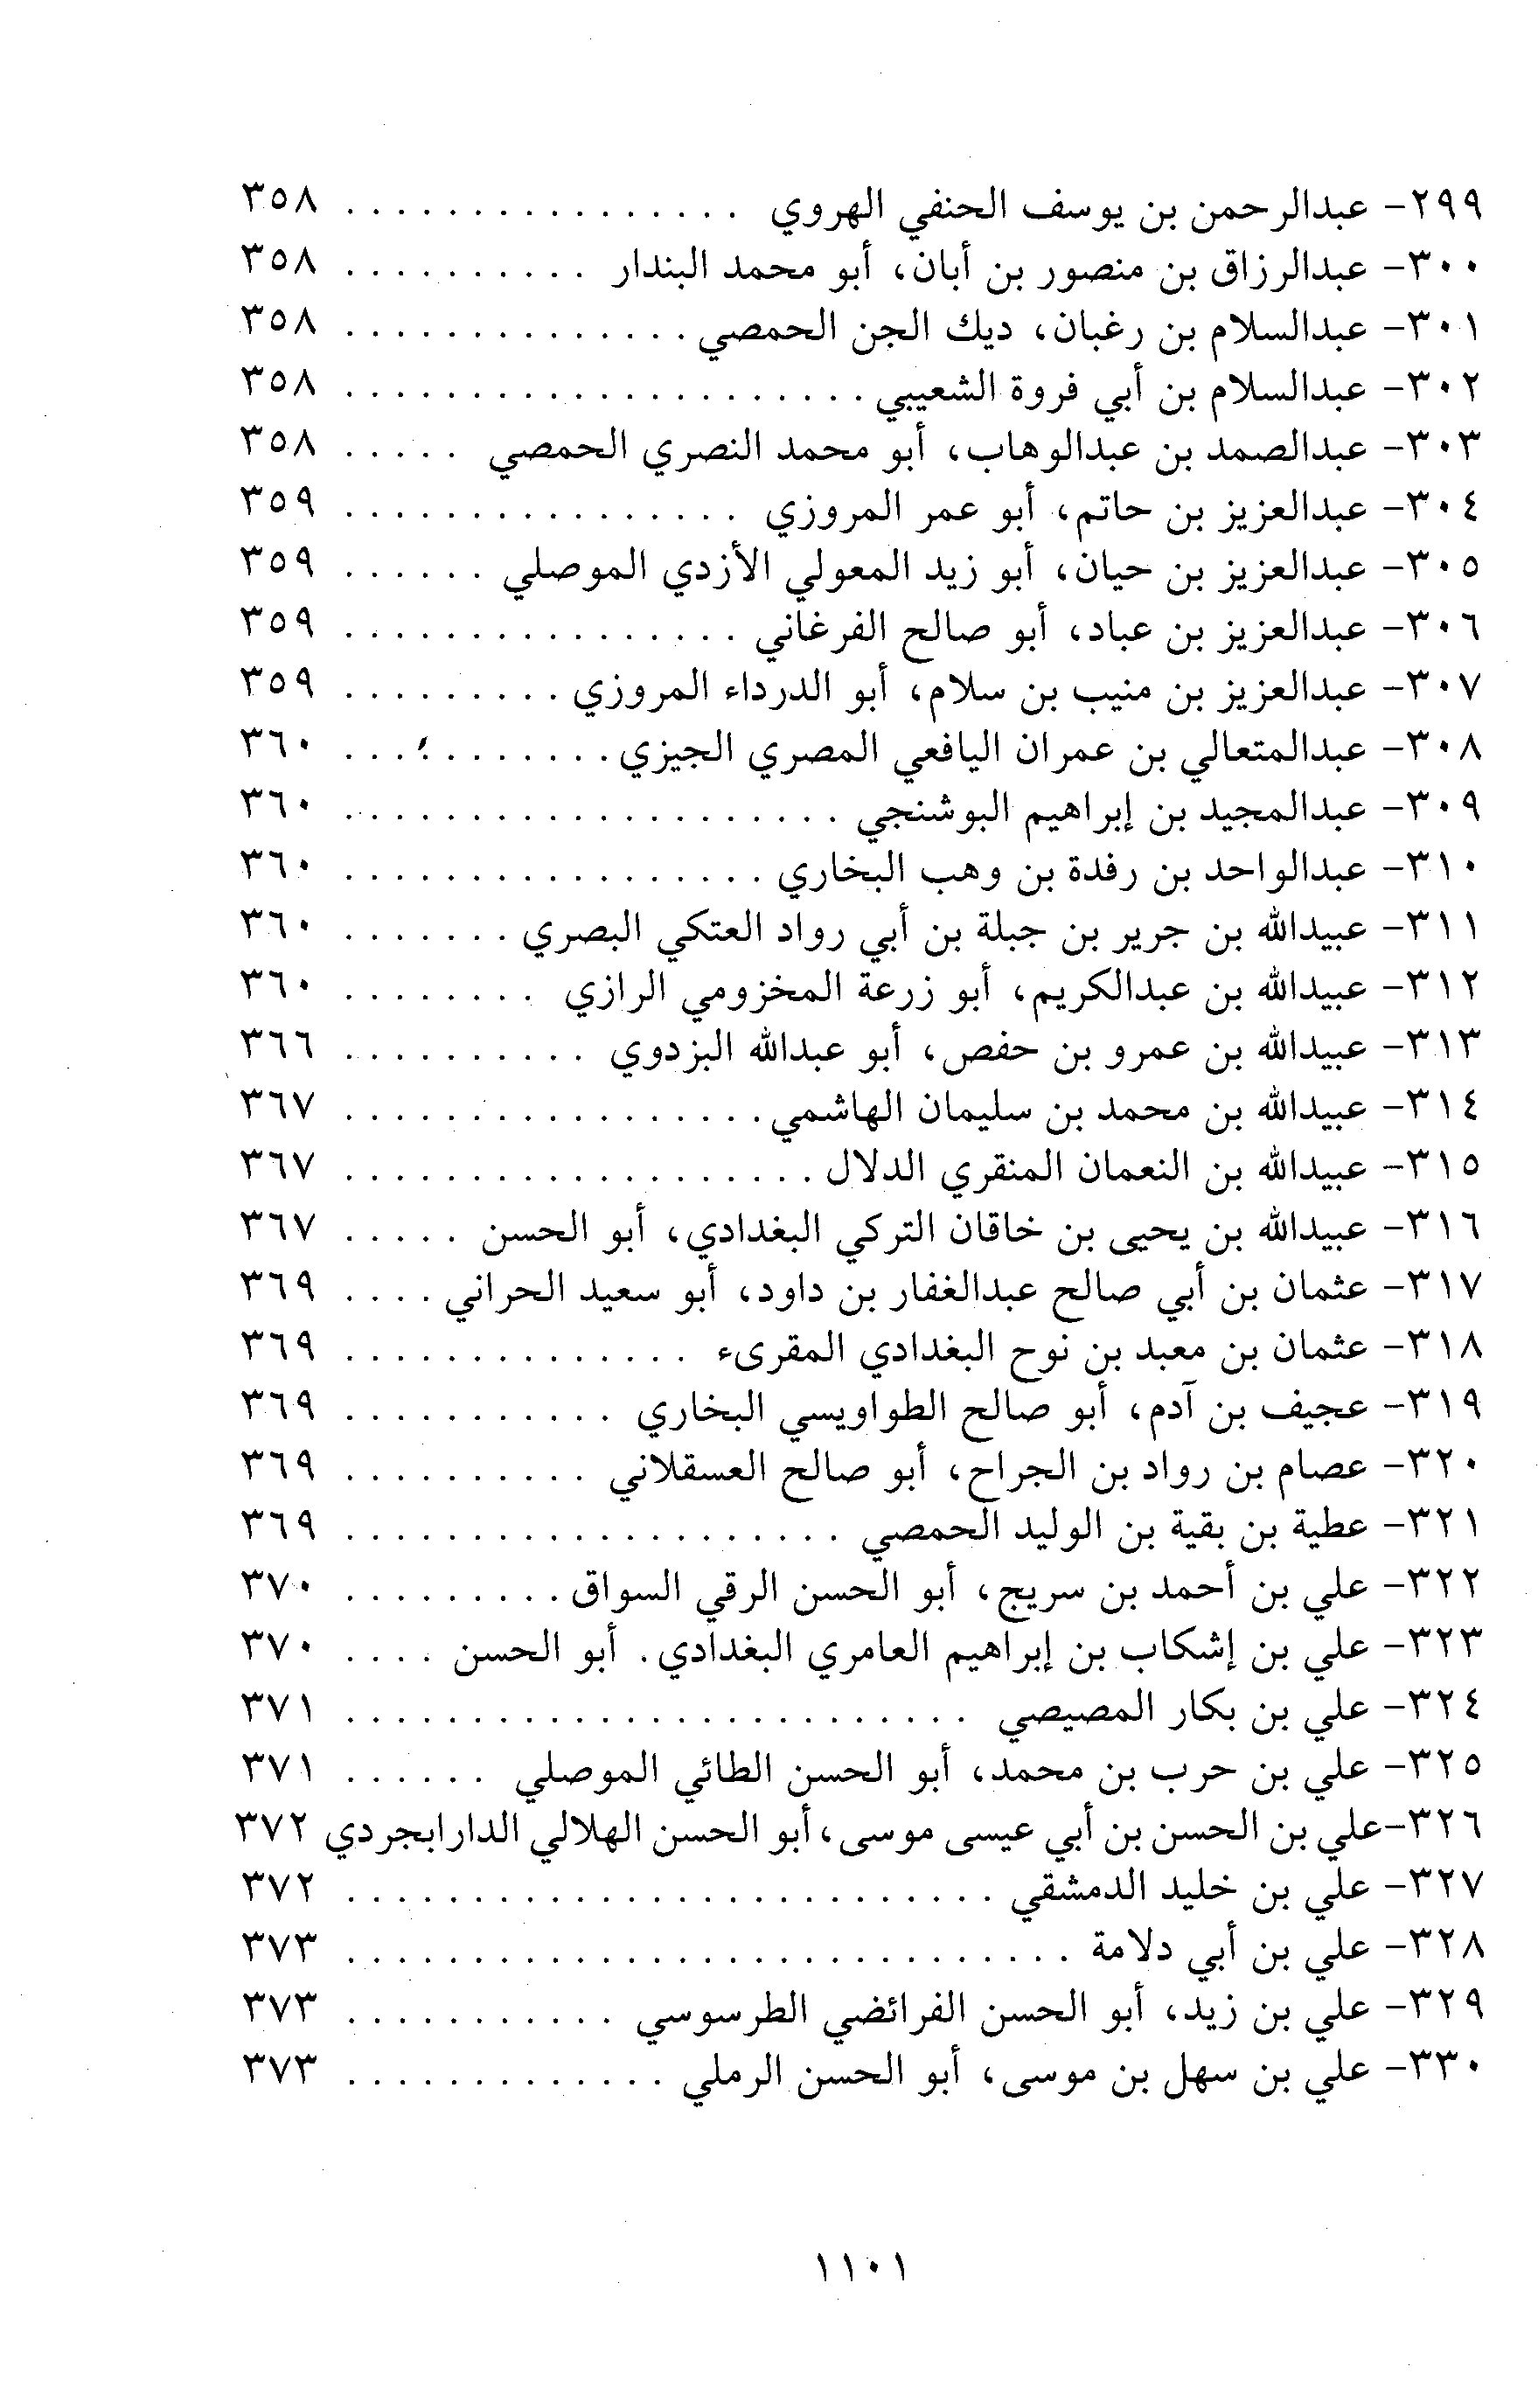 ٢٩٩- عبدالرحمن بن يوسف الحنفي الهروي . . . . . . . . . . . . . . . . ٣٥٨
٣٠٠- عبدالرزاق بن منصور بن أبان، أبو محمد البندار . . . . . . . . . . ٣٥٨
٣٠١- عبدالسلام بن رغبان، ديك الجن الحمصي . . . . . . . . . . . . . . ٣٥٨
٣٠٢- عبدالسلام بن أبي فروة الشعيبي . . . . . . . . . . . . . . . . . . . . . ٣٥٨
٣٠٣- عبدالصمد بن عبدالوهاب، أبو محمد النصري الحمصي . . . . . ٣٥٨
٣٠٤- عبدالعزيز بن حاتم، أبو عمر المروزي . . . . . . . . . . . . . . . . ٣٥٩
٣٠٥- عبدالعزيز بن حيان، أبو زيد المعولي الأزدي الموصلي . . . . . . ٣٥٩
٣٠٦- عبدالعزيز بن عباد، أبو صالح الفرغاني . . . . . . . . . . . . . . . . ٣٥٩
٣٠٧- عبدالعزيز بن منيب بن سلام، أبو الدرداء المروزي . . . . . . . . . ٣٥٩
٣٠٨- عبدالمتعالي بن عمران اليافعي المصري الجيزي . . . . . . . . . . . ٣٦٠
٣٠٩- عبدالمجيد بن إبراهيم البوشنجي . . . . . . . . . . . . . . . . . . . . ٣٦٠
٣١٠- عبدالواحد بن رفدة بن وهب البخاري . . . . . . . . . . . . . . . . . ٣٦٠
٣١١- عبيدالله بن جرير بن جبلة بن أبي رواد العتكي البصري . . . . . . . ٣٦٠
٣١٢- عبيدالله بن عبدالكريم، أبو زرعة المخزومي الرازي . . . . . . . . ٣٦٠
٣١٣- عبيدالله بن عمرو بن حفص، أبو عبدالله البزدوي . . . . . . . . . . ٣٦٦
٣١٤- عبيدالله بن محمد بن سليمان الهاشمي . . . . . . . . . . . . . . . . . ٣٦٧
٣١٥- عبيدالله بن النعمان المنقري الدلال . . . . . . . . . . . . . . . . . . . ٣٦٧
٣١٦- عبيدالله بن يحيى بن خاقان التركي البغدادي، أبو الحسن . . . . . ٣٦٧
٣١٧- عثمان بن أبي صالح عبدالغفار بن داود، أبو سعيد الحراني . . . . ٣٦٩
٣١٨- عثمان بن معبد بن نوح البغدادي المقرىء . . . . . . . . . . . . . . ٣٦٩
٣١٩- عجيف بن آدم، أبو صالح الطواويسي البخاري . . . . . . . . . . . ٣٦٩
٣٢٠- عصام بن رواد بن الجراح، أبو صالح العسقلاني . . . . . . . . . . ٣٦٩
٣٢١- عطية بن بقية بن الوليد الحمصي . . . . . . . . . . . . . . . . . . . . ٣٦٩
٣٢٢- علي بن أحمد بن سريج، أبو الحسن الرقي السواق . . . . . . . . . ٣٧٠
٣٢٣- علي بن إشكاب بن إبراهيم العامري البغدادي. أبو الحسن . . . . ٣٧٠
٣٢٤- علي بن بكار المصيصي . . . . . . . . . . . . . . . . . . . . . . . . . ٣٧١
٣٢٥- علي بن حرب بن محمد، أبو الحسن الطائي الموصلي . . . . . . ٣٧١
٣٢٦-علي بن الحسن بن أبي عيسى موسى، أبو الحسن الهلالي الدارابجردي ٣٧٢
٣٢٧- علي بن خليد الدمشقي . . . . . . . . . . . . . . . . . . . . . . . . . . ٣٧٢
٣٢٨- علي بن أبي دلامة . . . . . . . . . . . . . . . . . . . . . . . . . . . . . ٣٧٣
٣٢٩- علي بن زيد، أبو الحسن الفرائضي الطرسوسي . . . . . . . . . . . ٣٧٣
٣٣٠- علي بن سهل بن موسى، أبو الحسن الرملي . . . . . . . . . . . . . ٣٧٣
١١٠١